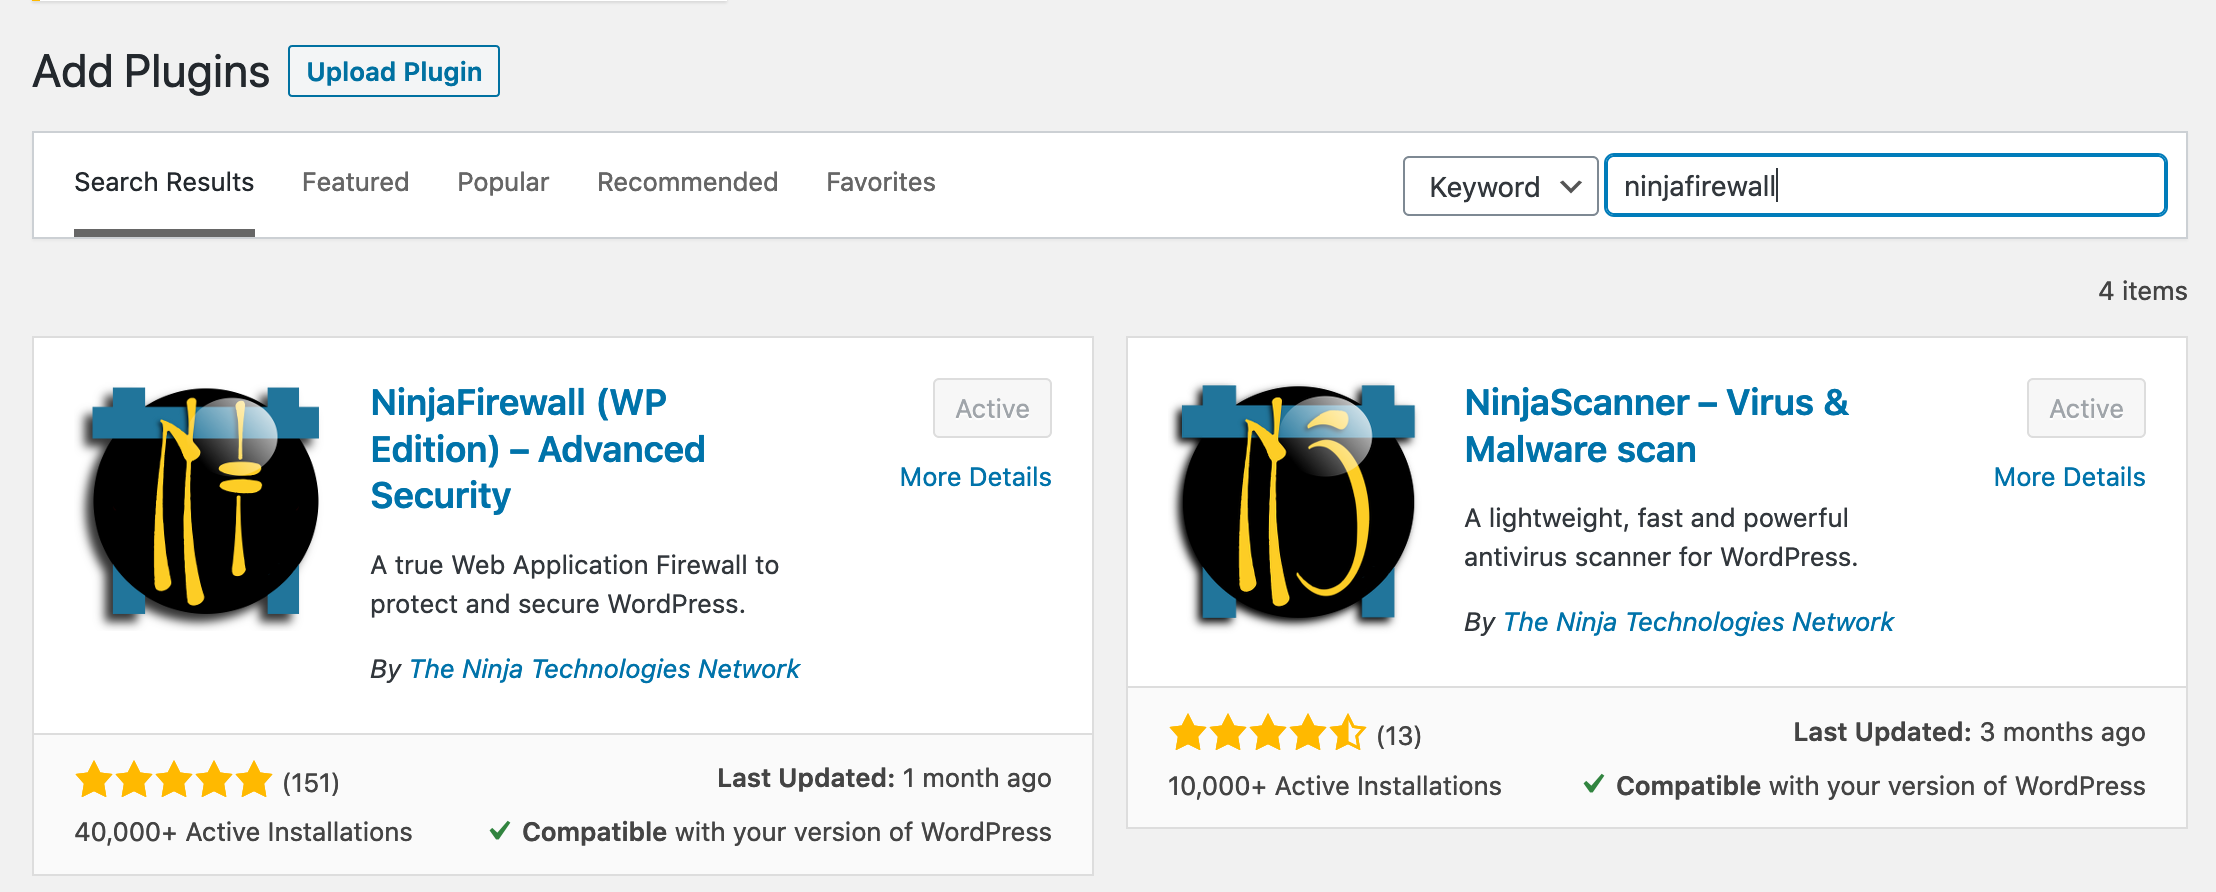 Add Plugins Upload Plugin
Search Results Featured Popular Recommended Favorites Keyword ninjafirewall
4 items
NinjaFirewall (WP
Edition) – Advanced
Security
Active
More Details
A true Web Application Firewall to
protect and secure WordPress.
By The Ninja Technologies Network
(151)
Last Updated: 1 month ago
40,000+ Active Installations
Compatible with your version of WordPress
NinjaScanner – Virus &
Malware scan
Active
More Details
A lightweight, fast and powerful
antivirus scanner for WordPress.
By The Ninja Technologies Network
(13)
Last Updated: 3 months ago
10,000+ Active Installations
Compatible with your version of WordPress